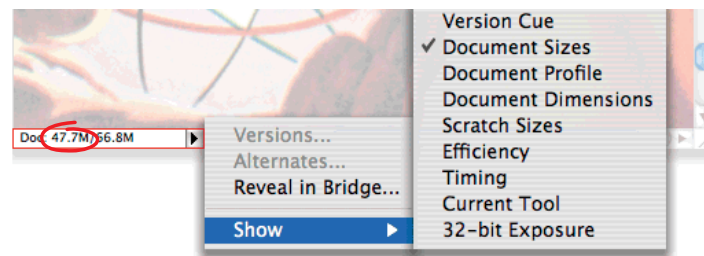 Doc: 47.7M/66.8M
Versions...
Alternates...
Reveal in Bridge...
Show
Version Cue
Document Sizes
Document Profile
Document Dimensions
Scratch Sizes
Efficiency
Timing
Current Tool
32-bit Exposure